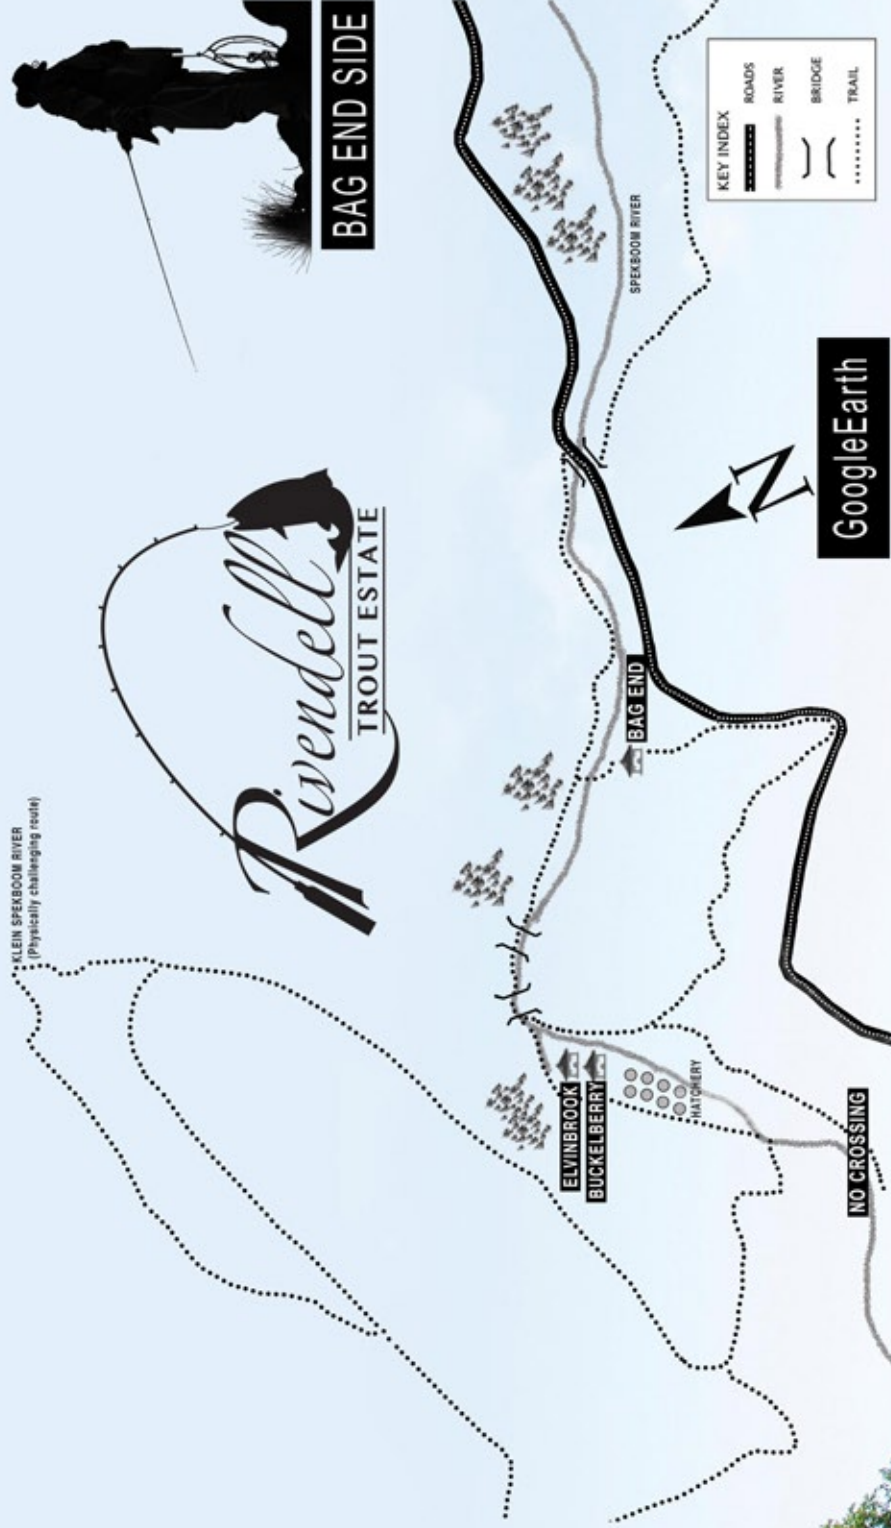 KLEIN SPEKBOOM RIVER
(Physically challenging route)
Rivendell
TROUT ESTATE
BAG END SIDE
ELVINBROOK
BUCKELBERRY
HATCHERY
BAG END
SPEKBOOM RIVER
NO CROSSING
N
GoogleEarth
KEY INDEX
ROADS
RIVER
BRIDGE
TRAIL